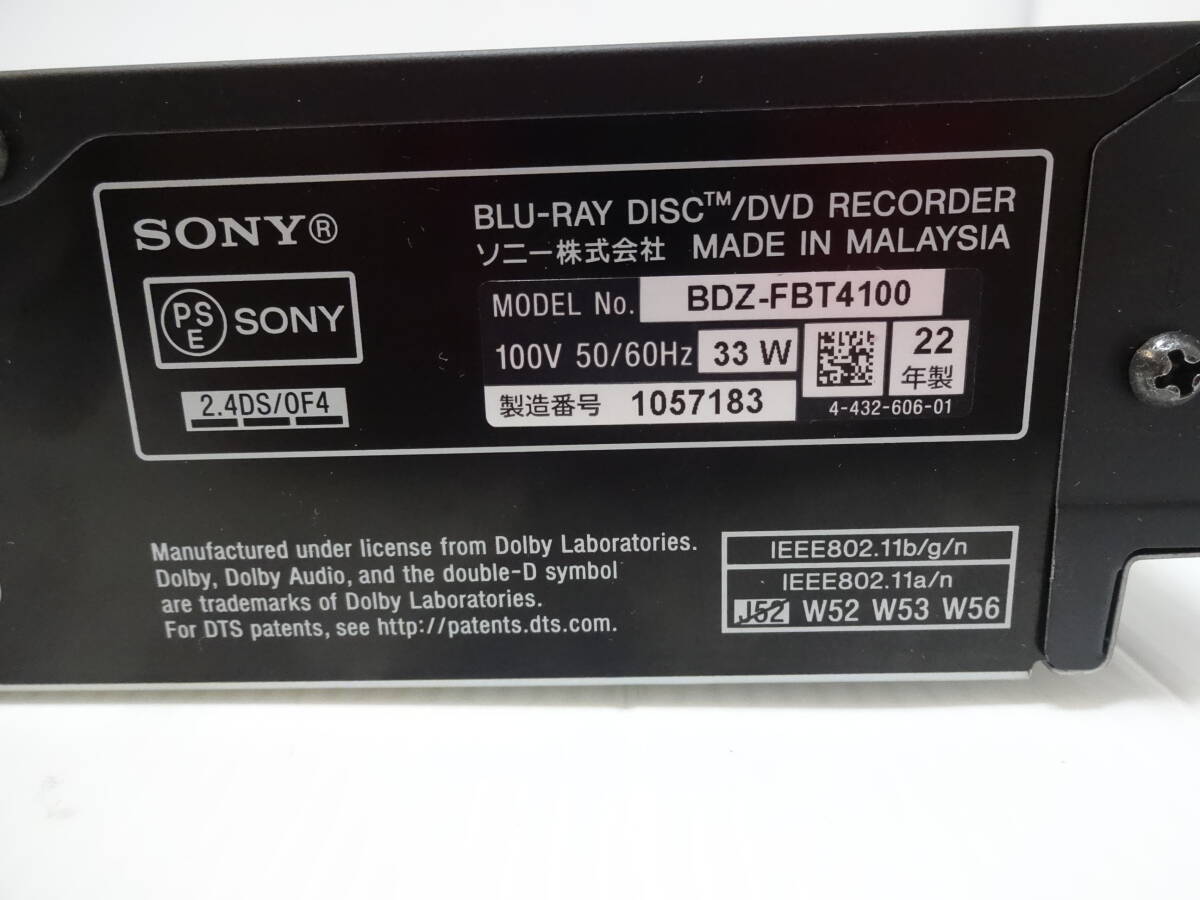 SONY®
PSE SONY
2.4DS/OF4
BLU-RAY DISC™/DVD RECORDER
ソニー株式会社 MADE IN MALAYSIA
MODEL No. BDZ-FBT4100
100V 50/60Hz 33 W
22
年製
製造番号 1057183
4-432-606-01
Manufactured under license from Dolby Laboratories.
Dolby, Dolby Audio, and the double-D symbol
are trademarks of Dolby Laboratories.
For DTS patents, see http://patents.dts.com.
IEEE802.11b/g/n
IEEE802.11a/n
J52 W52 W53 W56